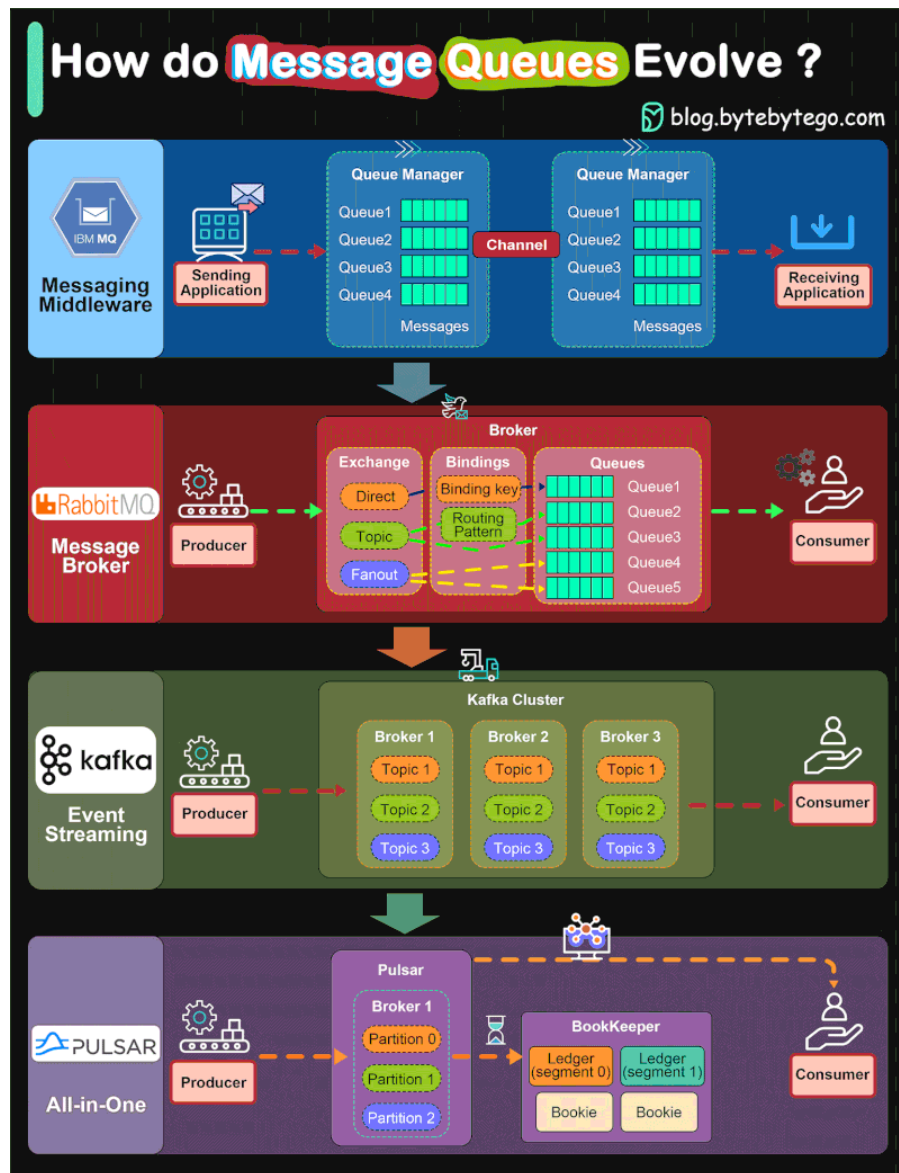 How do Message Queues Evolve ?
blog.bytebytego.com
IBM MQ
Messaging
Middleware
Sending
Application
Queue Manager
Queue1
Queue2
Queue3
Queue4
Messages
Channel
Queue Manager
Queue1
Queue2
Queue3
Queue4
Messages
Receiving
Application
RabbitMQ
Message
Broker
Producer
Broker
Exchange
Direct
Topic
Fanout
Bindings
Binding key
Routing
Pattern
Queues
Queue1
Queue2
Queue3
Queue4
Queue5
Consumer
kafka
Event
Streaming
Producer
Kafka Cluster
Broker 1
Topic 1
Topic 2
Topic 3
Broker 2
Topic 1
Topic 2
Topic 3
Broker 3
Topic 1
Topic 2
Topic 3
Consumer
PULSAR
All-in-One
Producer
Pulsar
Broker 1
Partition 0
Partition 1
Partition 2
BookKeeper
Ledger
(segment 0)
Ledger
(segment 1)
Bookie
Bookie
Consumer